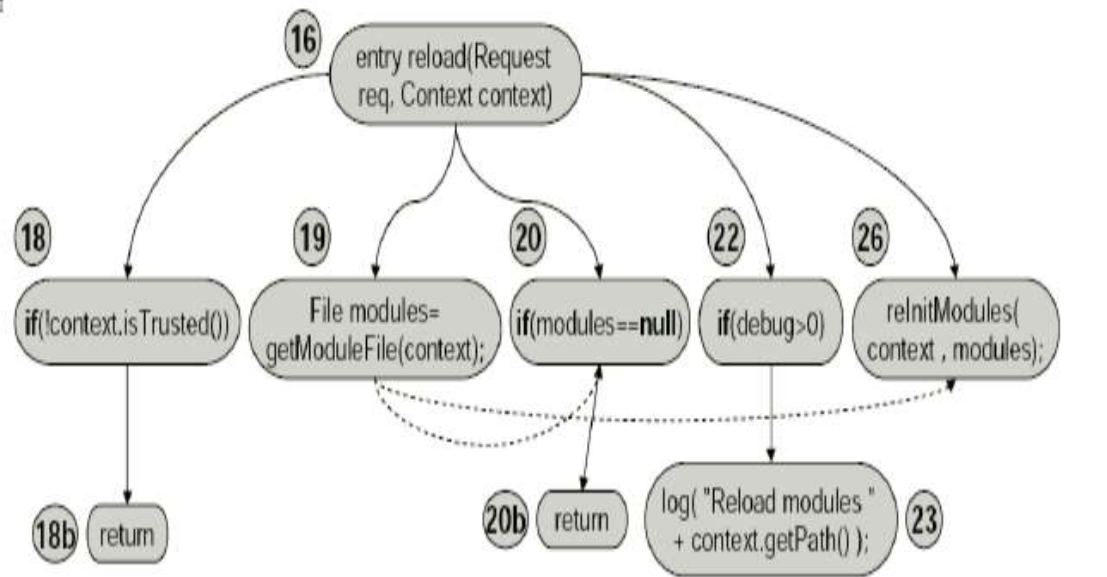 16
entry reload(Request
req, Context context)
18
19
20
22
26
if(!context.isTrusted())
File modules=
getModuleFile(context);
if(modules==null)
if(debug>0)
reInitModules(
context , modules);
18b
return
20b
return
log( "Reload modules "
+ context.getPath() );
23